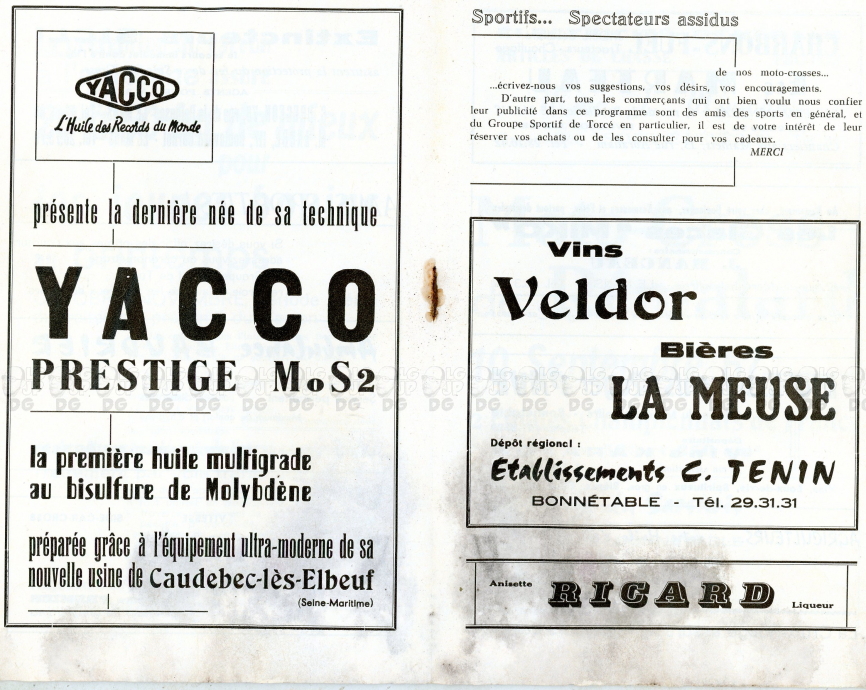 YACCO
L'Huile des Records du Monde
présente la dernière née de sa technique
YACCO
PRESTIGE MoS2
la première huile multigrade
au bisulfure de Molybdène
préparée grâce à l'équipement ultra-moderne de sa
nouvelle usine de Caudebec-lès-Elbeuf
(Seine-Maritime)
Sportifs... Spectateurs assidus
de nos moto-crosses...
...écrivez-nous vos suggestions, vos désirs, vos encouragements.
D'autre part, tous les commerçants qui ont bien voulu nous confier
leur publicité dans ce programme sont des amis des sports en général, et
du Groupe Sportif de Torcé en particulier, il est de votre intérêt de leur
réserver vos achats ou de les consulter pour vos cadeaux.
MERCI
Vins
Veldor
Bières
LA MEUSE
Dépôt régional :
Etablissements C. TENIN
BONNÉTABLE - Tél. 29.31.31
Anisette RICARD Liqueur